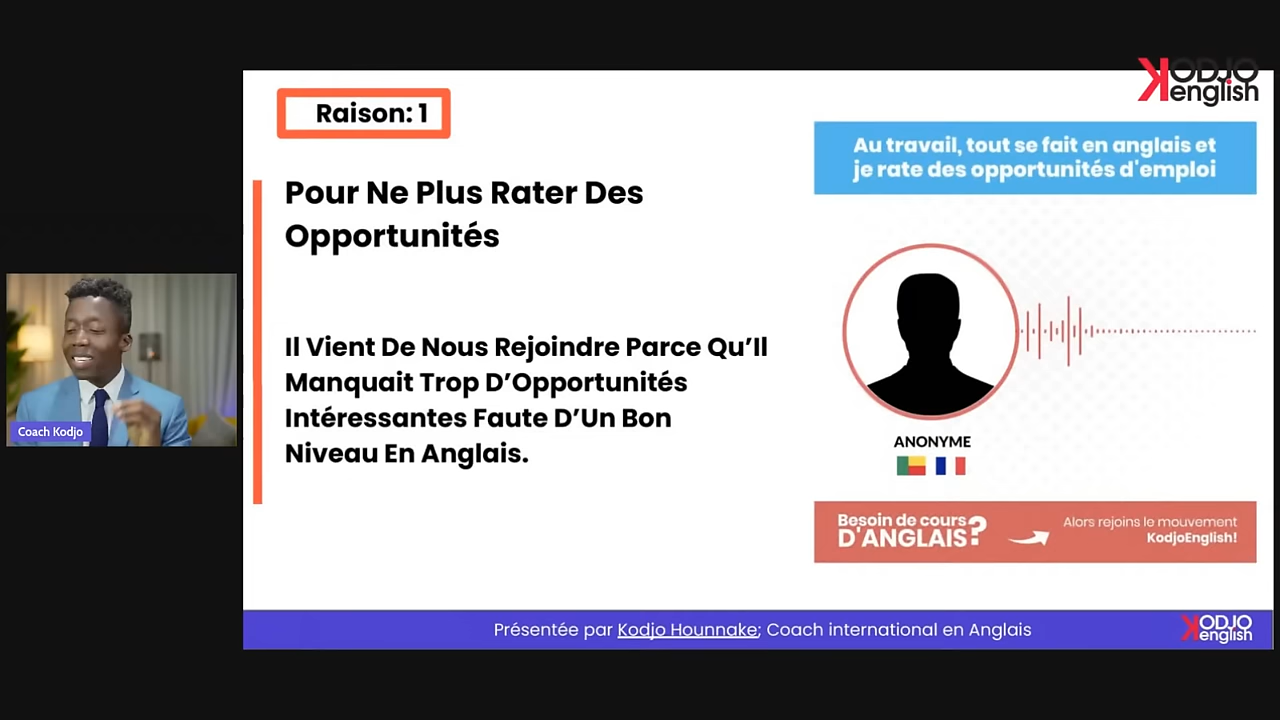 KODJO
english
Raison: 1
Au travail, tout se fait en anglais et
je rate des opportunités d'emploi
Pour Ne Plus Rater Des
Opportunités
Il Vient De Nous Rejoindre Parce Qu'Il
Manquait Trop D'Opportunités
Intéressantes Faute D'Un Bon
Niveau En Anglais.
Coach Kodjo
ANONYME
Besoin de cours
D'ANGLAIS?
Alors rejoins le mouvement
KodjoEnglish!
Présentée par Kodjo Hounnake; Coach international en Anglais
KODJO
english